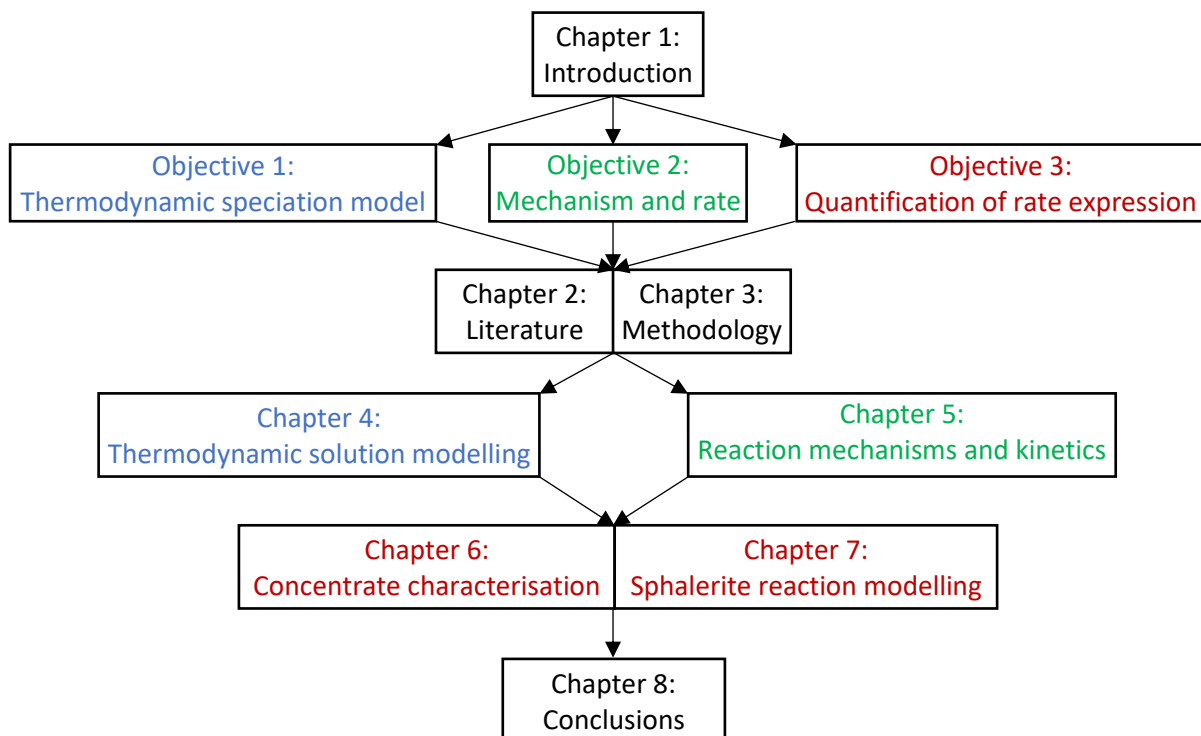 Chapter 1:
Introduction
Objective 1:
Thermodynamic speciation model
Objective 2:
Mechanism and rate
Objective 3:
Quantification of rate expression
Chapter 2:
Literature
Chapter 3:
Methodology
Chapter 4:
Thermodynamic solution modelling
Chapter 5:
Reaction mechanisms and kinetics
Chapter 6:
Concentrate characterisation
Chapter 7:
Sphalerite reaction modelling
Chapter 8:
Conclusions